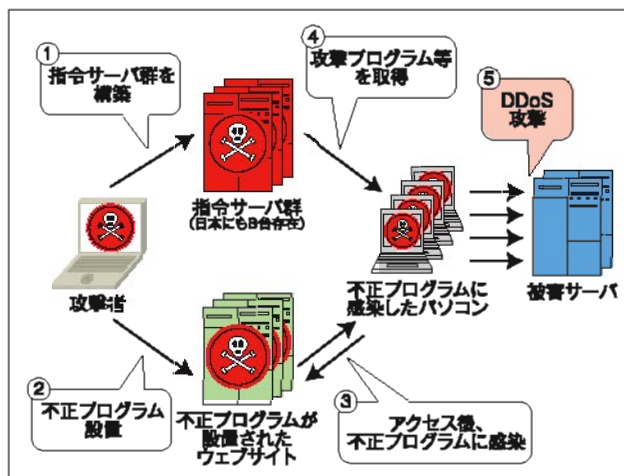 ①
指令サーバ群を
構築
④
攻撃プログラム等
を取得
⑤
DDoS
攻撃
指令サーバ群
(日本にも8台存在)
攻撃者
不正プログラムに
感染したパソコン
被害サーバ
②
不正プログラム
設置
不正プログラムが
設置された
ウェブサイト
③
アクセス後、
不正プログラムに感染